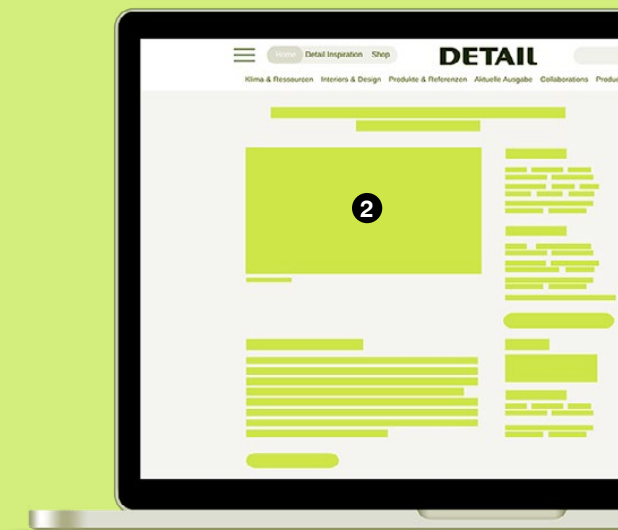 Home Detail Inspiration Shop DETAIL
Klima & Ressourcen Interiors & Design Produkte & Referenzen Aktuelle Ausgabe Collaborations
2